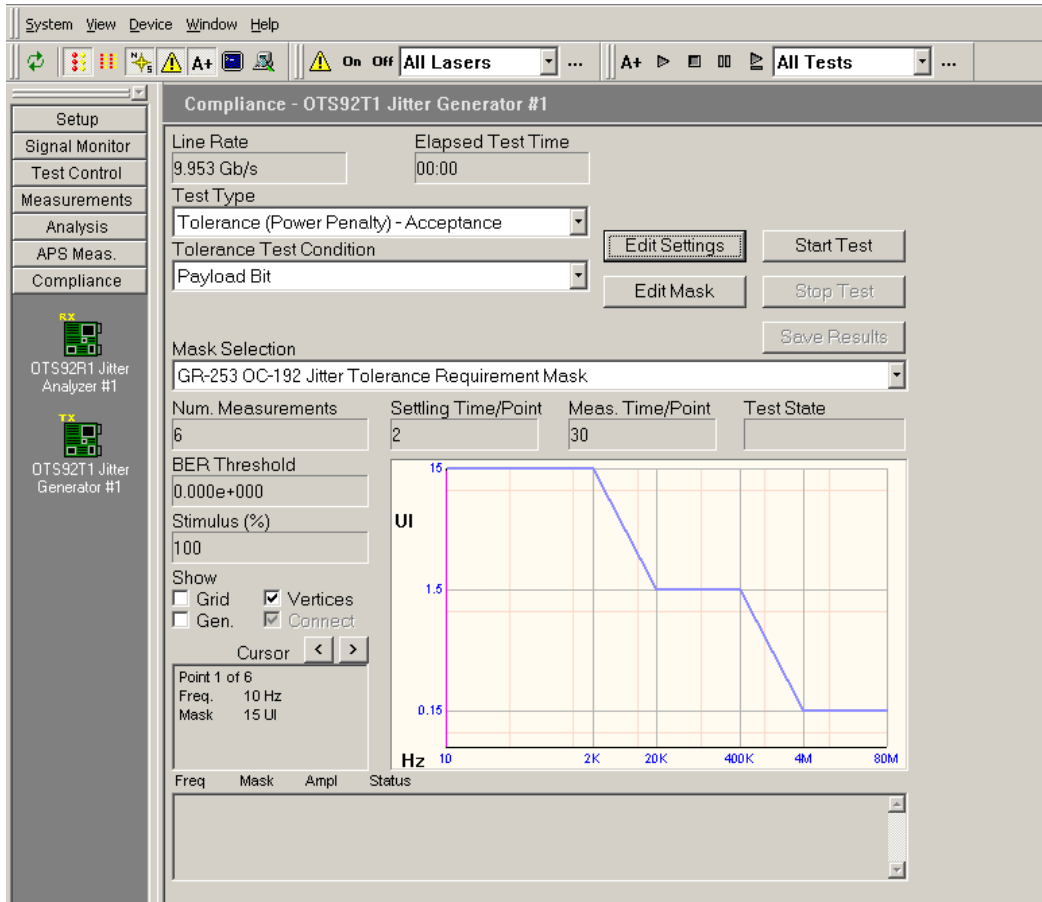 System View Device Window Help
N S A+ On Off All Lasers ... A+ All Tests ...
Compliance - OTS92T1 Jitter Generator #1
Setup
Signal Monitor
Test Control
Measurements
Analysis
APS Meas.
Compliance
RX
OTS92R1 Jitter
Analyzer #1
TX
OTS92T1 Jitter
Generator #1
Line Rate Elapsed Test Time
9.953 Gb/s 00:00
Test Type
Tolerance (Power Penalty) - Acceptance
Tolerance Test Condition
Payload Bit
Edit Settings Start Test
Edit Mask Stop Test
Save Results
Mask Selection
GR-253 OC-192 Jitter Tolerance Requirement Mask
Num. Measurements Settling Time/Point Meas. Time/Point Test State
6 2 30
BER Threshold
0.000e+000
Stimulus (%)
100
Show
Grid Vertices
Gen. Connect
Cursor < >
Point 1 of 6
Freq. 10 Hz
Mask 15 UI
15
UI
1.5
0.15
Hz 10 2K 20K 400K 4M 80M
Freq Mask Ampl Status